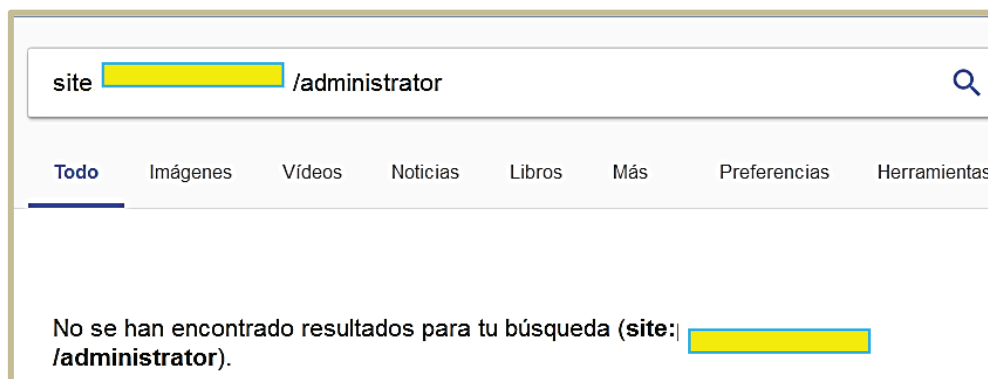 site /administrator
Todo Imágenes Vídeos Noticias Libros Más Preferencias Herramientas
No se han encontrado resultados para tu búsqueda (site:
/administrator).